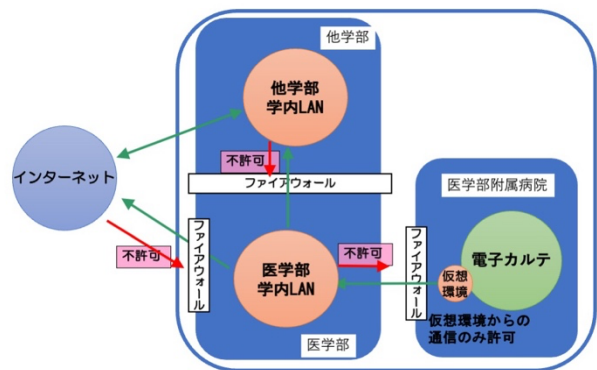 他学部
他学部
学内LAN
不許可
ファイアウォール
インターネット
医学部附属病院
ファイアウォール
不許可
医学部
学内LAN
不許可
ファイアウォール
仮想
環境
電子カルテ
仮想環境からの
通信のみ許可
医学部